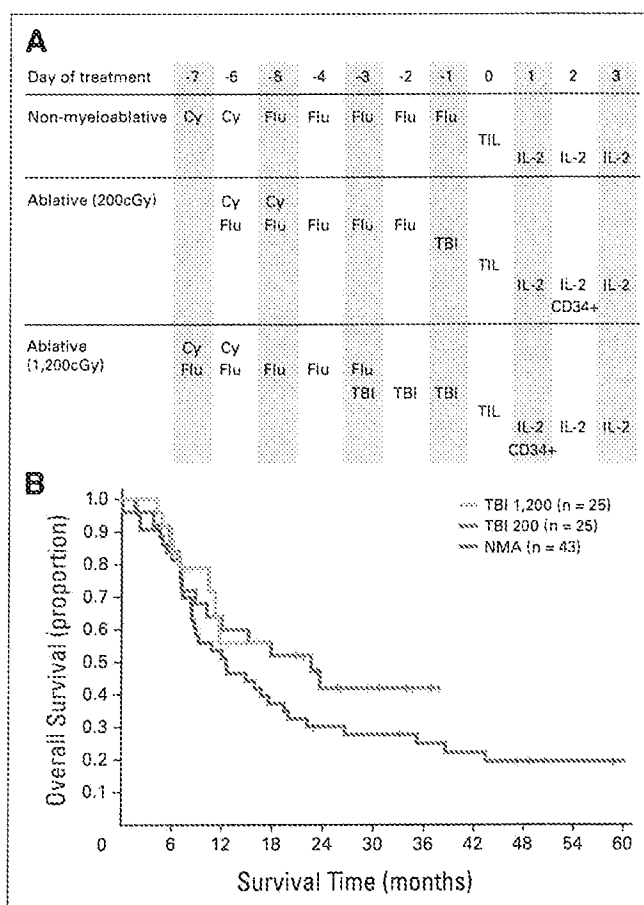 A
Day of treatment -7 -6 -5 -4 -3 -2 -1 0 1 2 3
Non-myeloablative Cy Cy Flu Flu Flu Flu Flu
TIL
IL-2 IL-2 IL-2
Ablative (200cGy) Cy Cy
Flu Flu Flu Flu Flu
TBI
TIL
IL-2 IL-2 IL-2
CD34+
Ablative Cy Cy
(1,200cGy) Flu Flu Flu Flu Flu
TBI TBI TBI
TIL
IL-2 IL-2 IL-2
CD34+
B
TBI 1,200 (n = 25)
TBI 200 (n = 25)
NMA (n = 43)
Overall Survival (proportion)
1.0
0.9
0.8
0.7
0.6
0.5
0.4
0.3
0.2
0.1
0 6 12 18 24 30 36 42 48 54 60
Survival Time (months)